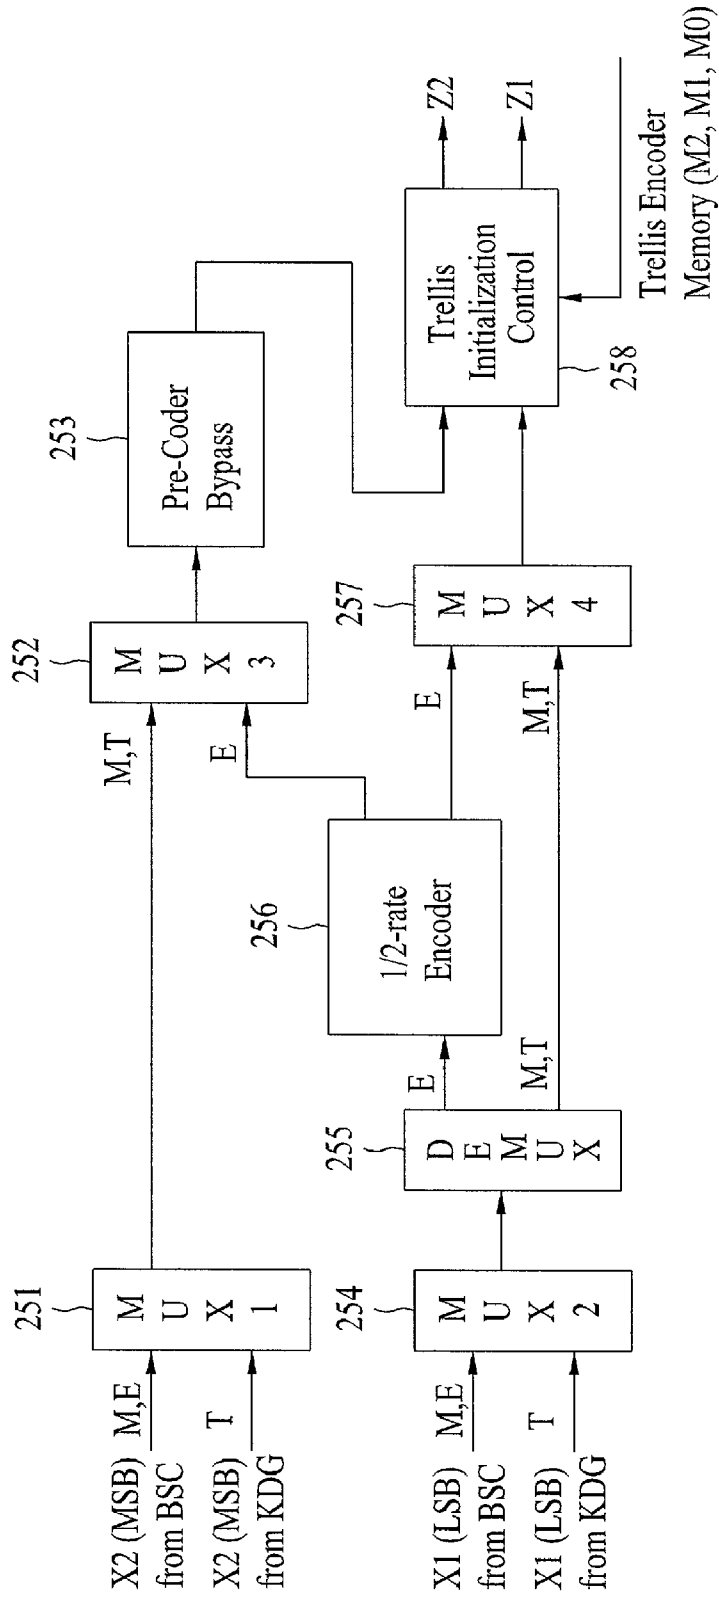 X2 (MSB)
from BSC
M,E
X2 (MSB)
from KDG
T
251
M
U
X
1
M,T
E
252
M
U
X
3
253
Pre-Coder
Bypass
X1 (LSB)
from BSC
M,E
X1 (LSB)
from KDG
T
254
M
U
X
2
255
D
E
M
U
X
E
M,T
256
1/2-rate
Encoder
E
M,T
257
M
U
X
4
258
Trellis
Initialization
Control
Z2
Z1
Trellis Encoder
Memory (M2, M1, M0)